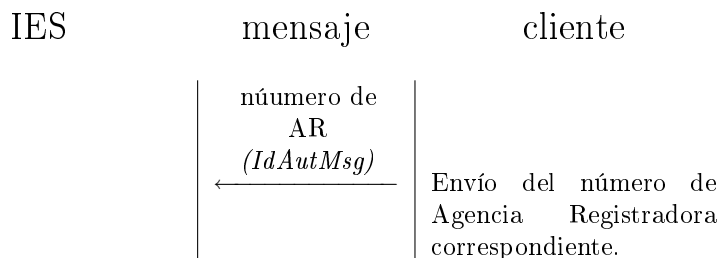 IES mensaje cliente
núumero de
AR
(IdAutMsg)
Envío del número de
Agencia Registradora
correspondiente.